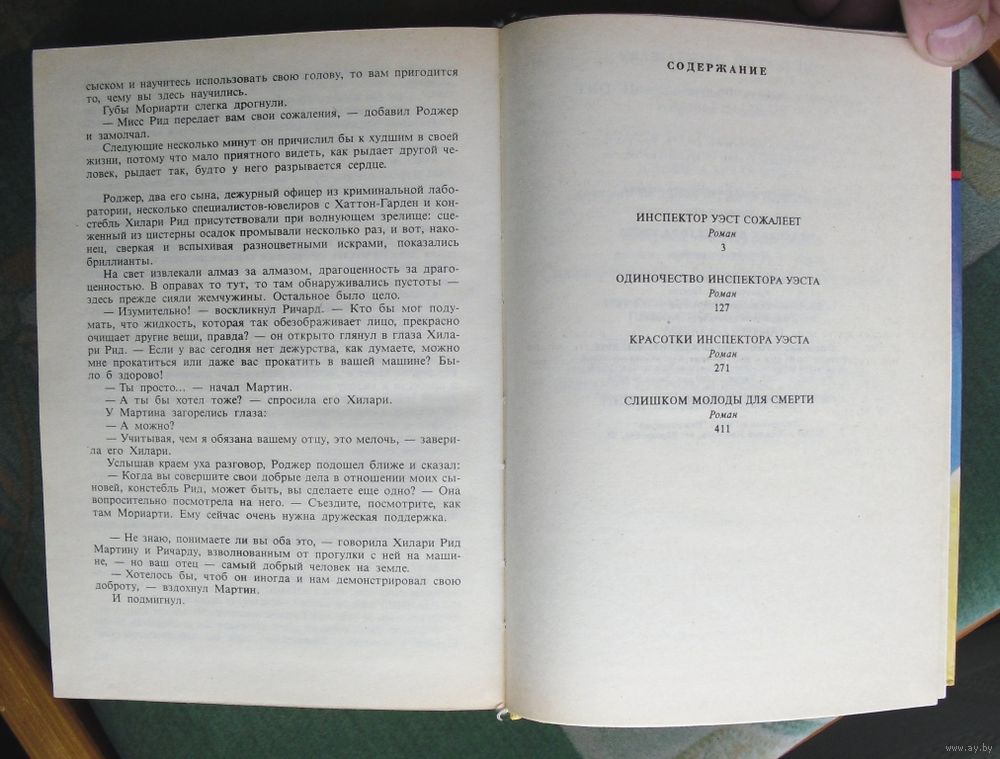 сыском и научитесь использовать свою голову, то вам пригодится
то, чему вы здесь научились.
Губы Мориарти слегка дрогнули.
— Мисс Рид передает вам свои сожаления, — добавил Роджер
и замолчал.
Следующие несколько минут он причислил бы к худшим в своей
жизни, потому что мало приятного видеть, как рыдает другой че-
ловек, рыдает так, будто у него разрывается сердце.
Роджер, два его сына, дежурный офицер из криминальной лабо-
ратории, несколько специалистов-ювелиров с Хаттон-Гарден и кон-
стебль Хилари Рид присутствовали при волнующем зрелище: сце-
женный из цистерны осадок промывали несколько раз, и вот, нако-
нец, сверкая и вспыхивая разноцветными искрами, показались
бриллианты.
На свет извлекали алмаз за алмазом, драгоценность за драго-
ценностью. В оправах то тут, то там обнаруживались пустоты —
здесь прежде сияли жемчужины. Остальное было цело.
— Изумительно! — воскликнул Ричард. — Кто бы мог поду-
мать, что жидкость, которая так обезображивает лицо, прекрасно
очищает другие вещи, правда? — он открыто глянул в глаза Хила-
ри Рид. — Если у вас сегодня нет дежурства, как думаете, можно
мне прокатиться или даже вас прокатить в вашей машине? Бы-
ло б здорово!
— Ты просто... — начал Мартин.
— А ты бы хотел тоже? — спросила его Хилари.
У Мартина загорелись глаза:
— А можно?
— Учитывая, чем я обязана вашему отцу, это мелочь, — завери-
ла его Хилари.
Услышав краем уха разговор, Роджер подошел ближе и сказал:
— Когда вы совершите свои добрые дела в отношении моих сы-
новей, констебль Рид, может быть, вы сделаете еще одно? — Она
вопросительно посмотрела на него. — Съездите, посмотрите, как
там Мориарти. Ему сейчас очень нужна дружеская поддержка.
— Не знаю, понимаете ли вы оба это, — говорила Хилари Рид
Мартину и Ричарду, взволнованным от прогулки с ней на маши-
не, — но ваш отец — самый добрый человек на земле.
— Хотелось бы, чтоб он иногда и нам демонстрировал свою
доброту, — вздохнул Мартин.
И подмигнул.
СОДЕРЖАНИЕ
ИНСПЕКТОР УЭСТ СОЖАЛЕЕТ
Роман
3
ОДИНОЧЕСТВО ИНСПЕКТОРА УЭСТА
Роман
127
КРАСОТКИ ИНСПЕКТОРА УЭСТА
Роман
271
СЛИШКОМ МОЛОДЫ ДЛЯ СМЕРТИ
Роман
411
www.ay.by